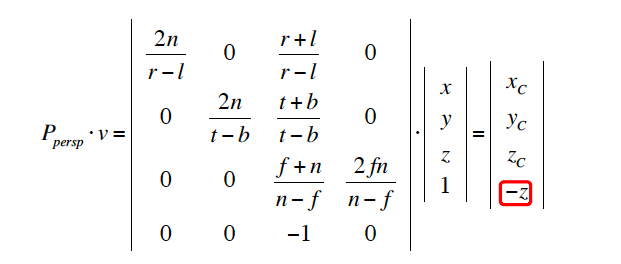 P_persp · v = | 2n/(r−l) 0 (r+l)/(r−l) 0 | · | x | = | x_C |
| 0 2n/(t−b) (t+b)/(t−b) 0 | | y | | y_C |
| 0 0 (f+n)/(n−f) 2fn/(n−f) | | z | | z_C |
| 0 0 −1 0 | | 1 | | −z |